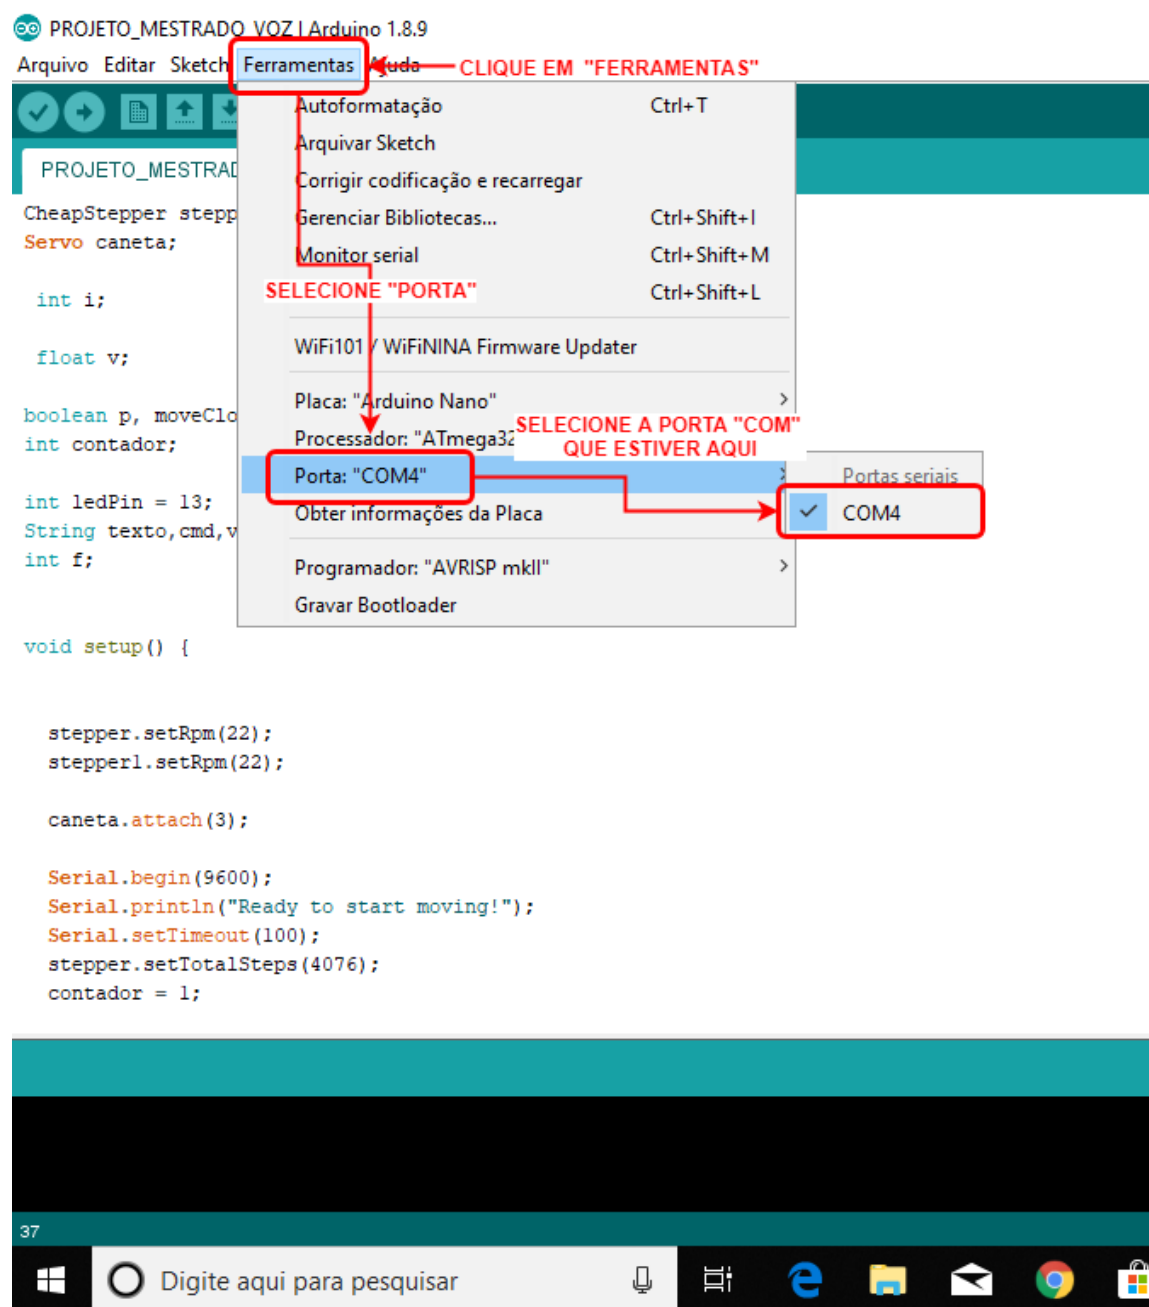 PROJETO_MESTRADO_VOZ | Arduino 1.8.9
Arquivo Editar Sketch Ferramentas Ajuda
CLIQUE EM "FERRAMENTAS"
Autoformatação Ctrl+T
Arquivar Sketch
PROJETO_MESTRAD
Corrigir codificação e recarregar
CheapStepper stepp
Gerenciar Bibliotecas... Ctrl+Shift+I
Servo caneta;
Monitor serial Ctrl+Shift+M
SELECIONE "PORTA"
Ctrl+Shift+L
int i;
WiFi101 / WiFiNINA Firmware Updater
float v;
Placa: "Arduino Nano"
boolean p, moveClo
SELECIONE A PORTA "COM"
QUE ESTIVER AQUI
Processador: "ATmega32
int contador;
Porta: "COM4"
Portas seriais
int ledPin = 13;
Obter informações da Placa
COM4
String texto,cmd,v
int f;
Programador: "AVRISP mkII"
Gravar Bootloader
void setup() {
stepper.setRpm(22);
stepper1.setRpm(22);
caneta.attach(3);
Serial.begin(9600);
Serial.println("Ready to start moving!");
Serial.setTimeout(100);
stepper.setTotalSteps(4076);
contador = 1;
37
Digite aqui para pesquisar